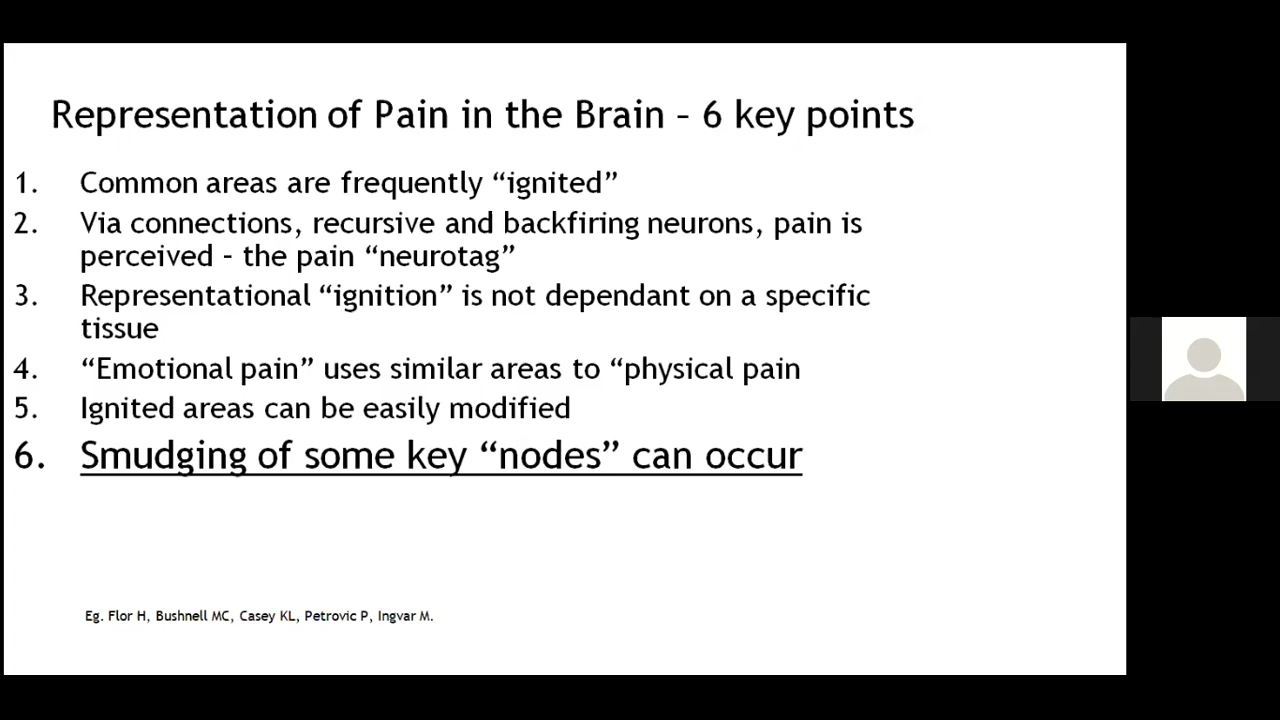 Representation of Pain in the Brain – 6 key points
1. Common areas are frequently “ignited”
2. Via connections, recursive and backfiring neurons, pain is
perceived – the pain “neurotag”
3. Representational “ignition” is not dependant on a specific
tissue
4. “Emotional pain” uses similar areas to “physical pain
5. Ignited areas can be easily modified
6. Smudging of some key “nodes” can occur
Eg. Flor H, Bushnell MC, Casey KL, Petrovic P, Ingvar M.